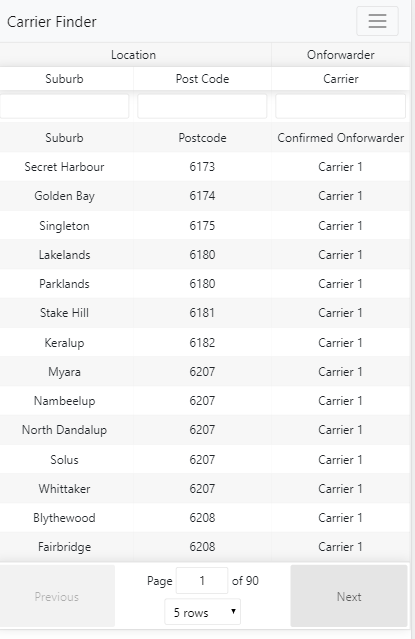 Carrier Finder
Location Onforwarder
Suburb Post Code Carrier
Suburb Postcode Confirmed Onforwarder
Secret Harbour 6173 Carrier 1
Golden Bay 6174 Carrier 1
Singleton 6175 Carrier 1
Lakelands 6180 Carrier 1
Parklands 6180 Carrier 1
Stake Hill 6181 Carrier 1
Keralup 6182 Carrier 1
Myara 6207 Carrier 1
Nambeelup 6207 Carrier 1
North Dandalup 6207 Carrier 1
Solus 6207 Carrier 1
Whittaker 6207 Carrier 1
Blythewood 6208 Carrier 1
Fairbridge 6208 Carrier 1
Previous Page 1 of 90 Next
5 rows